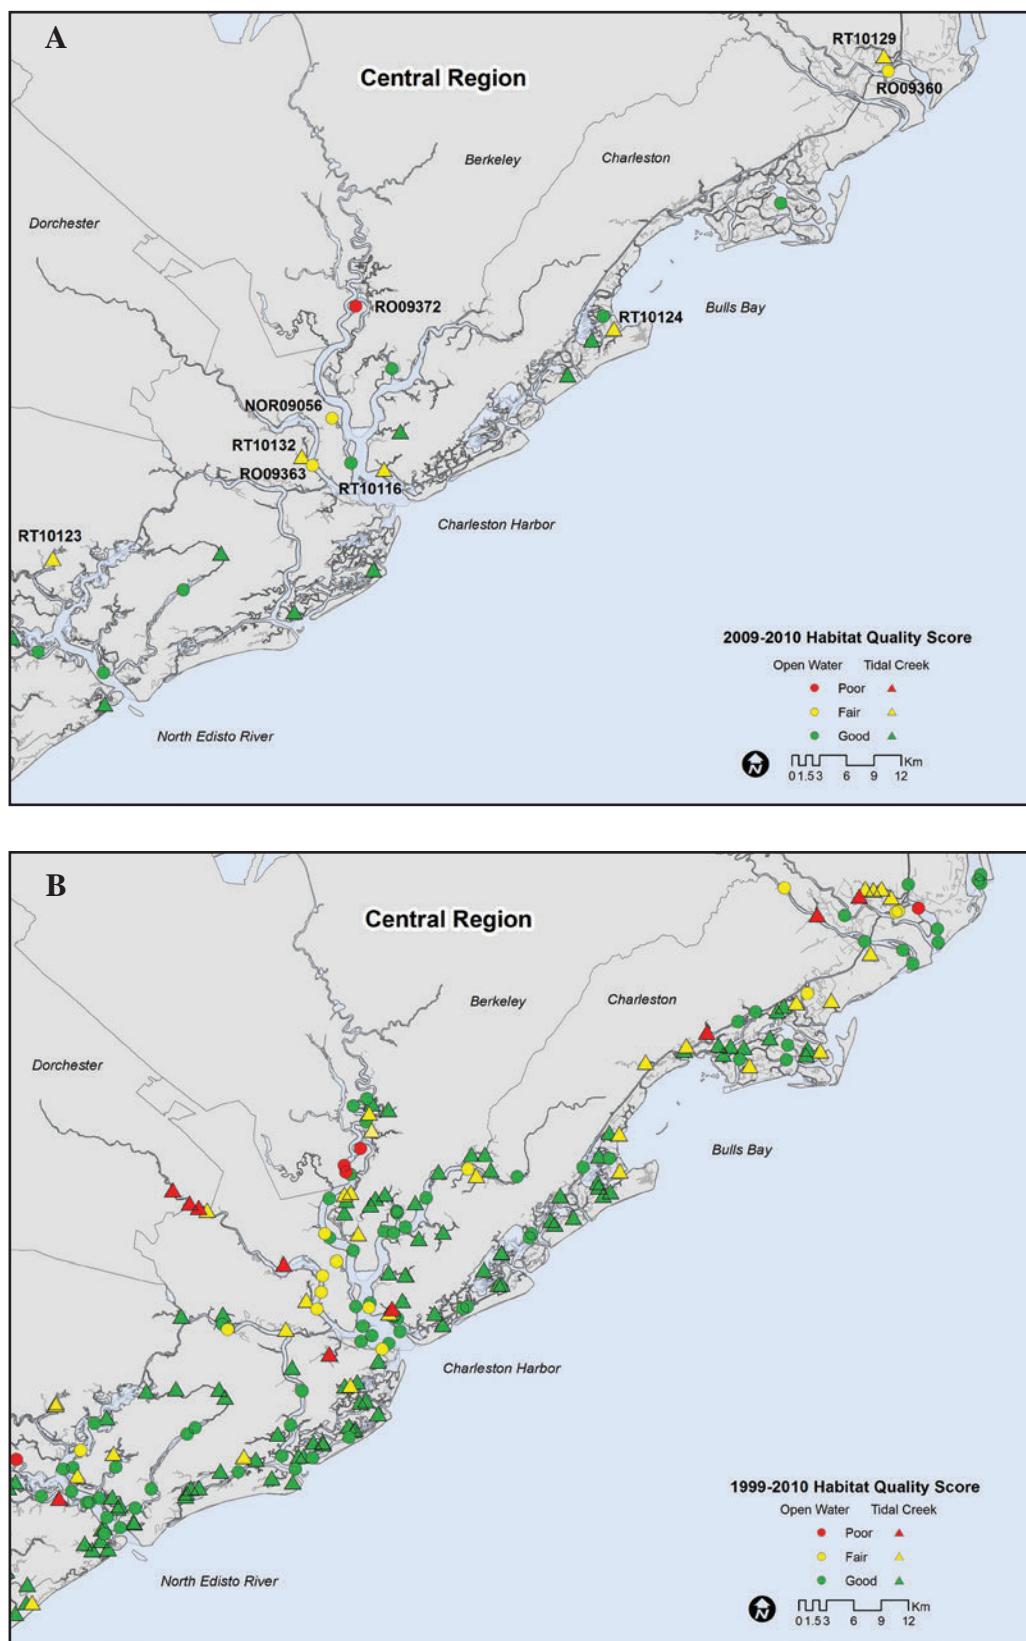 A
Central Region
RT10129
RO09360
Berkeley
Charleston
Dorchester
RO09372
RT10124
Bulls Bay
NOR09056
RT10132
RO09363
RT10116
Charleston Harbor
RT10123
North Edisto River
2009-2010 Habitat Quality Score
Open Water Tidal Creek
Poor
Fair
Good
N
Km
0 1.5 3 6 9 12
B
Central Region
Berkeley
Charleston
Dorchester
Bulls Bay
Charleston Harbor
North Edisto River
1999-2010 Habitat Quality Score
Open Water Tidal Creek
Poor
Fair
Good
N
Km
0 1.5 3 6 9 12